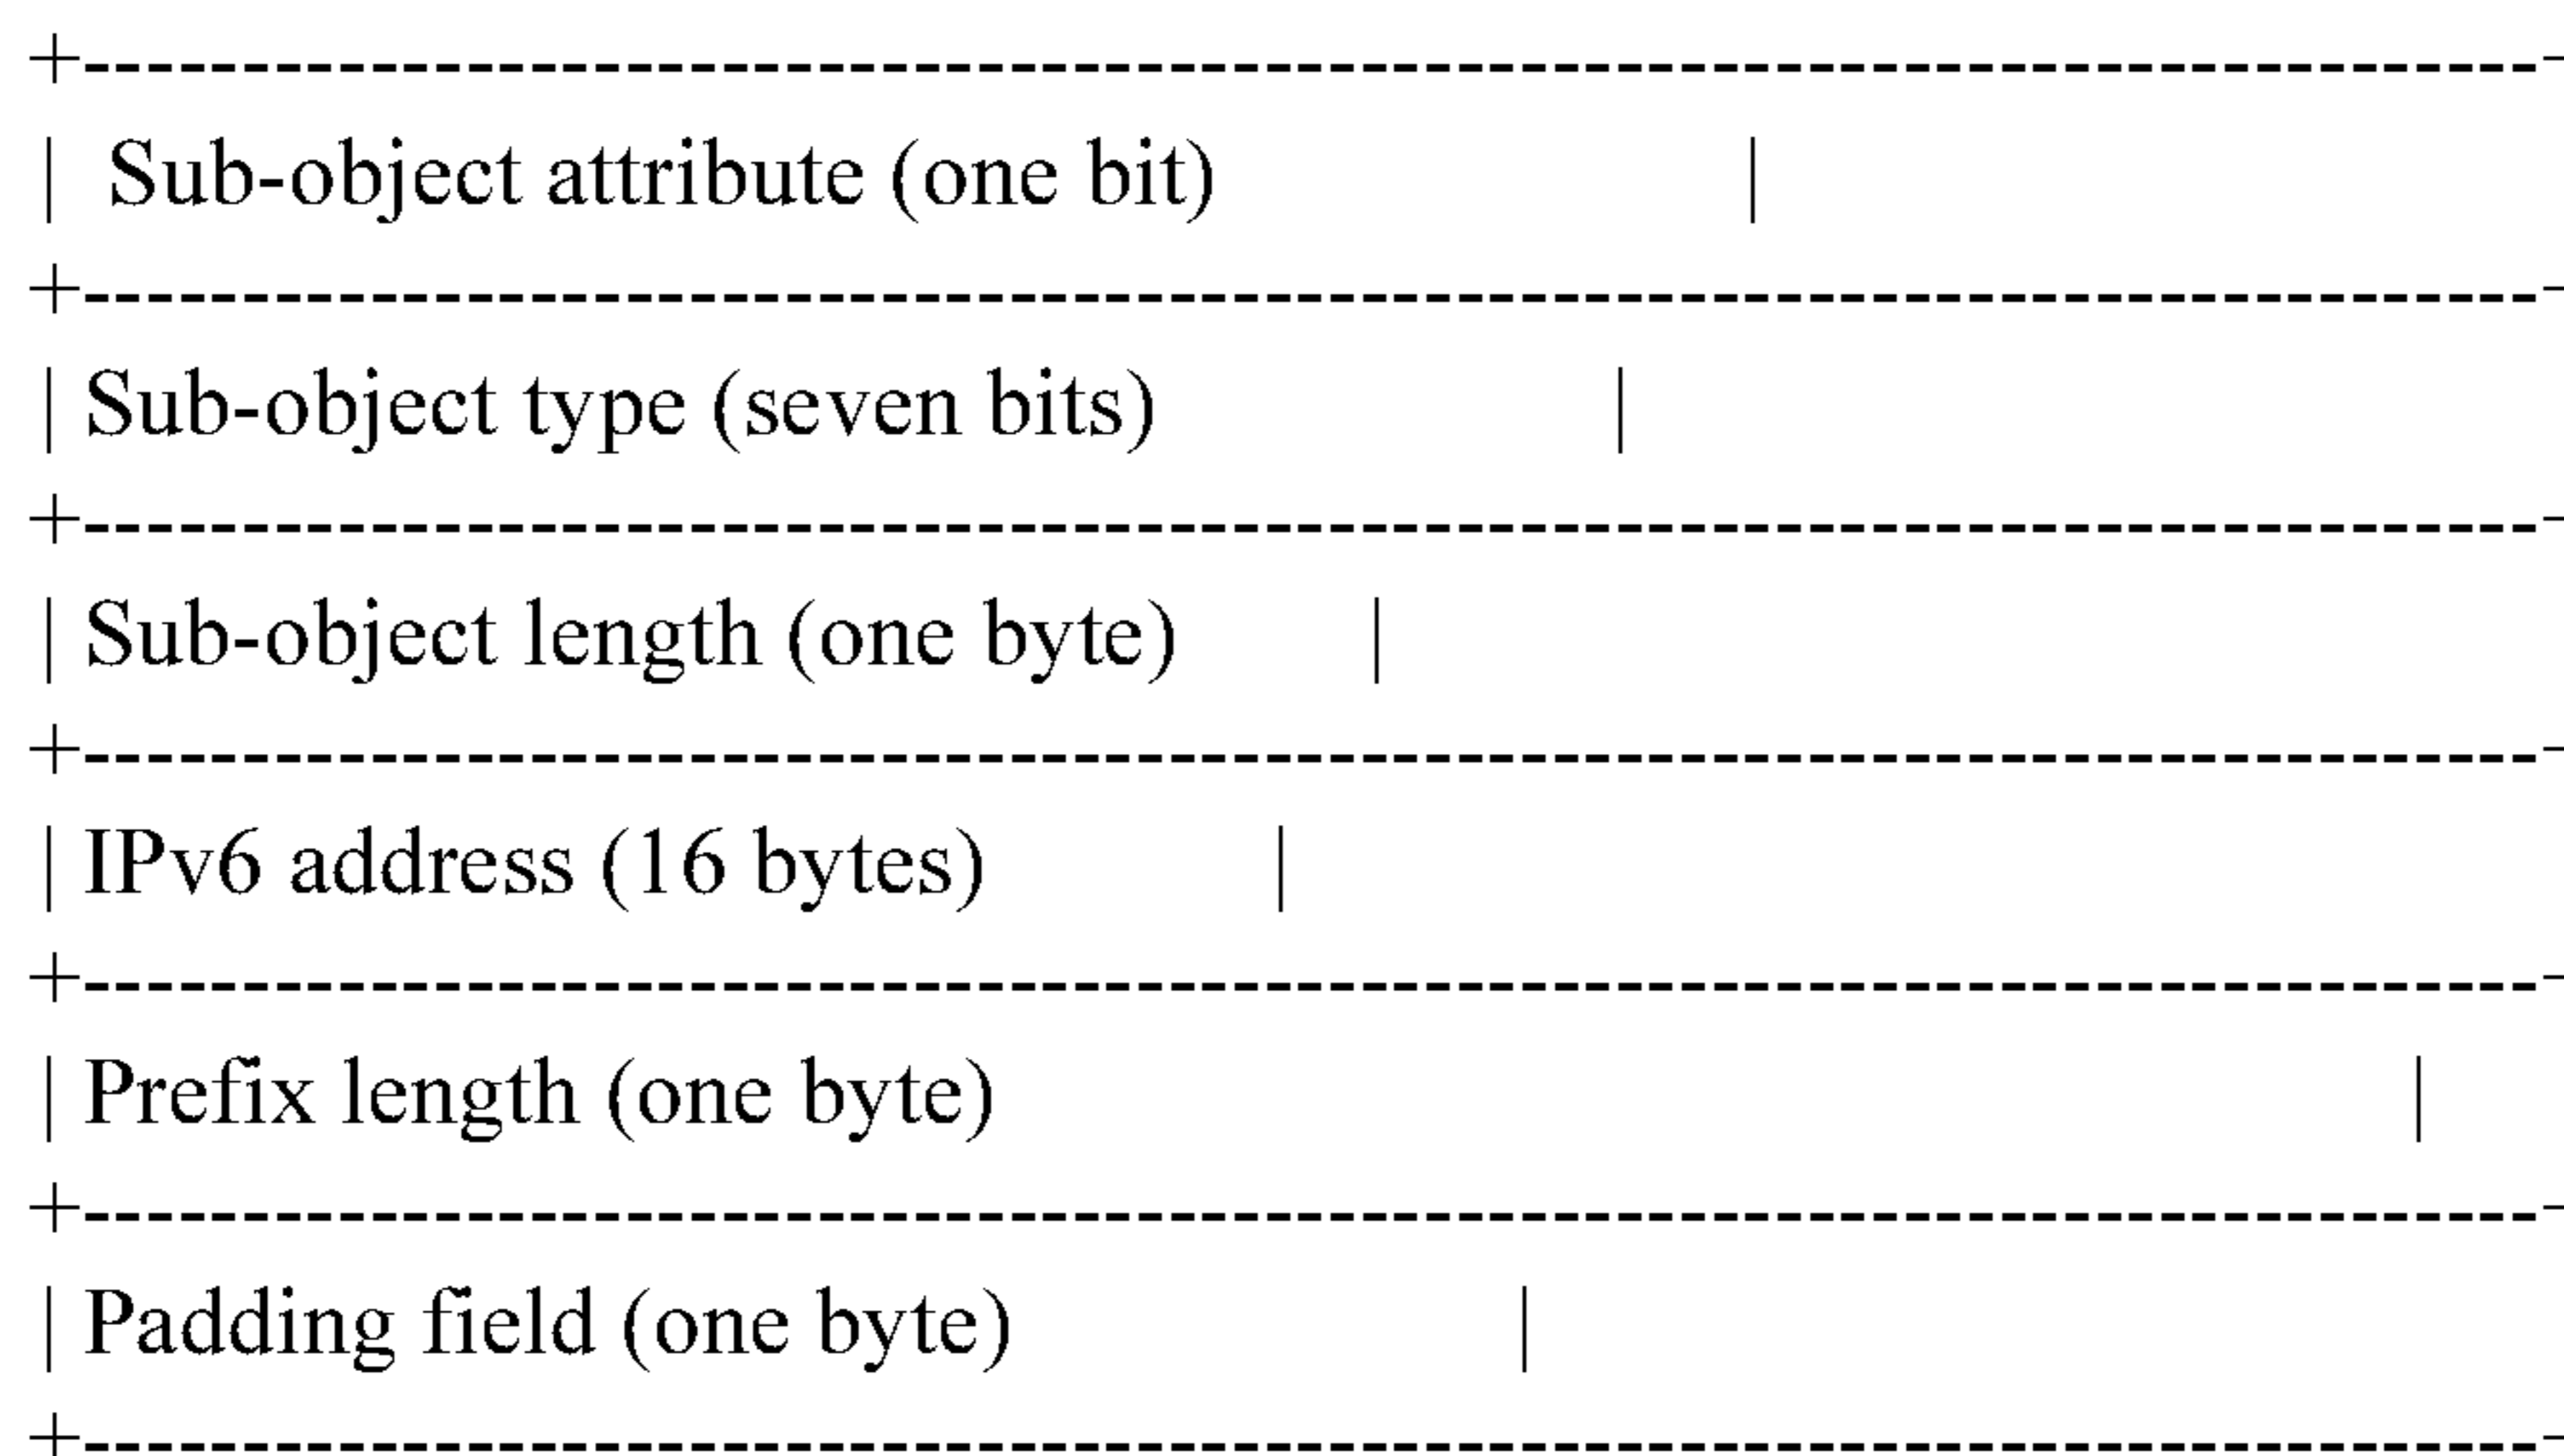 +------------------------------------------------------------------------------
| Sub-object attribute (one bit) |
+------------------------------------------------------------------------------
| Sub-object type (seven bits) |
+------------------------------------------------------------------------------
| Sub-object length (one byte) |
+------------------------------------------------------------------------------
| IPv6 address (16 bytes) |
+------------------------------------------------------------------------------
| Prefix length (one byte) |
+------------------------------------------------------------------------------
| Padding field (one byte) |
+------------------------------------------------------------------------------